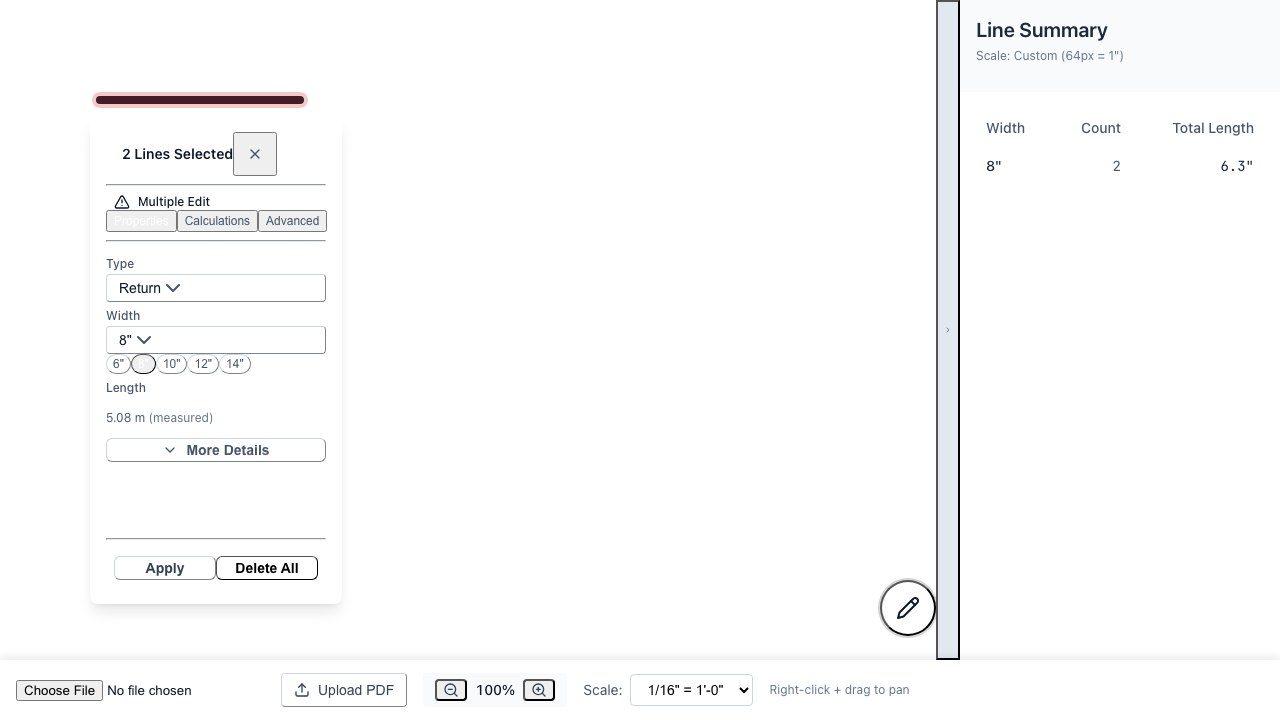 Line Summary
Scale: Custom (64px = 1")
Width Count Total Length
8" 2 6.3"
2 Lines Selected
Multiple Edit
Properties Calculations Advanced
Type
Return
Width
8"
6" 10" 12" 14"
Length
5.08 m (measured)
More Details
Apply Delete All
Choose File No file chosen
Upload PDF
100%
Scale: 1/16" = 1'-0"
Right-click + drag to pan